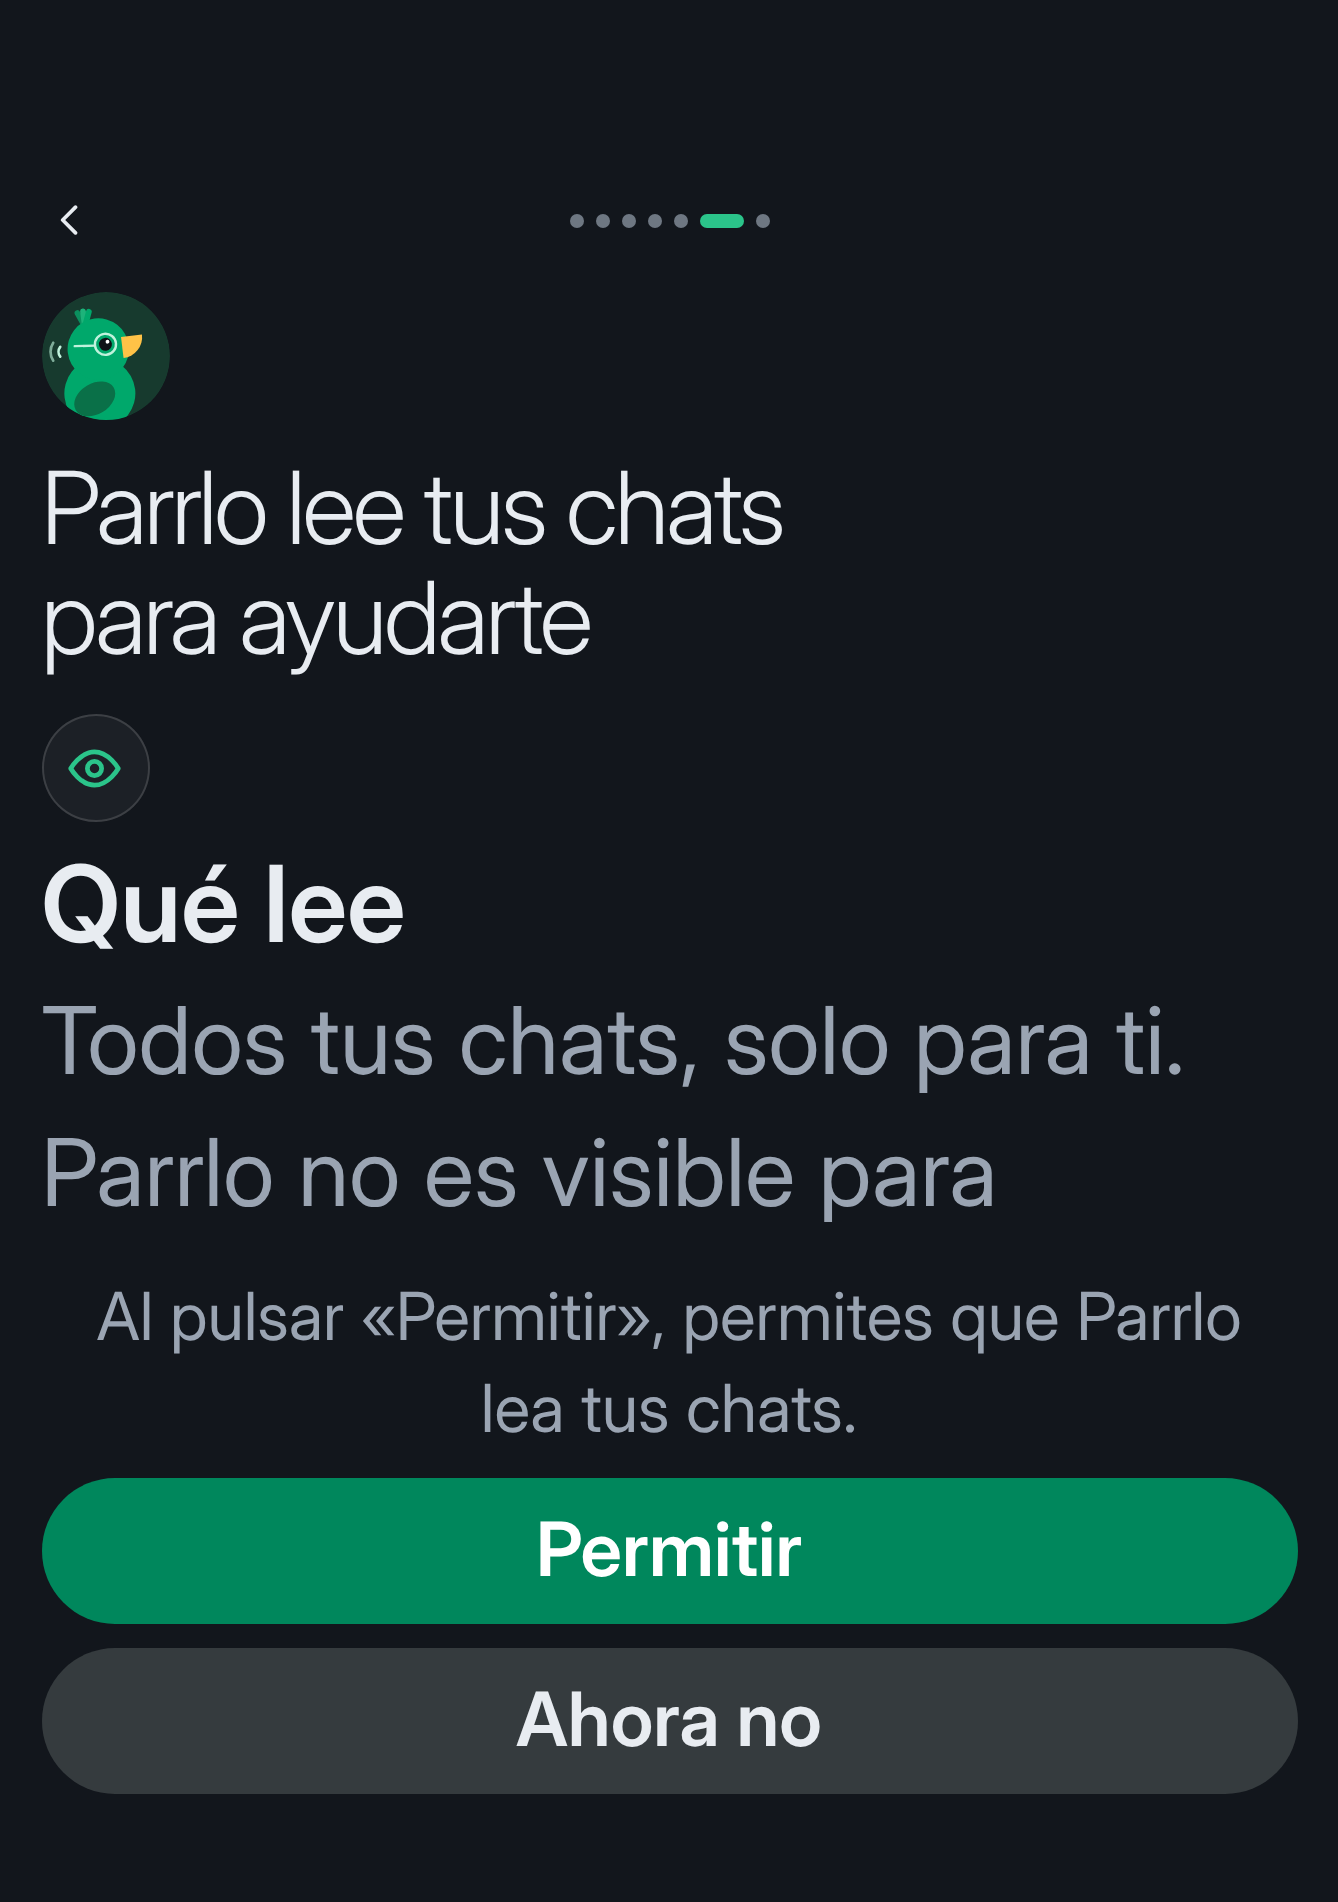 Parrlo lee tus chats
para ayudarte
Qué lee
Todos tus chats, solo para ti.
Parrlo no es visible para
Al pulsar «Permitir», permites que Parrlo
lea tus chats.
Permitir
Ahora no